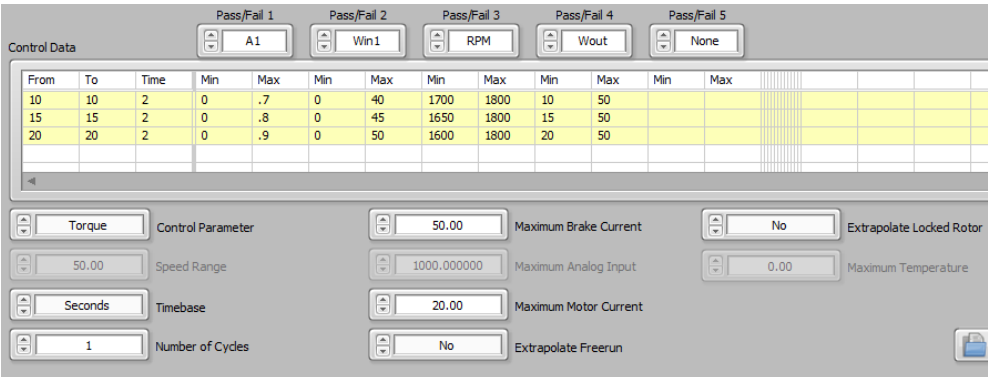 Pass/Fail 1 Pass/Fail 2 Pass/Fail 3 Pass/Fail 4 Pass/Fail 5
Control Data A1 Win1 RPM Wout None
From To Time Min Max Min Max Min Max Min Max Min Max
10 10 2 0 .7 0 40 1700 1800 10 50
15 15 2 0 .8 0 45 1650 1800 15 50
20 20 2 0 .9 0 50 1600 1800 20 50
Torque Control Parameter 50.00 Maximum Brake Current No Extrapolate Locked Rotor
50.00 Speed Range 1000.000000 Maximum Analog Input 0.00 Maximum Temperature
Seconds Timebase 20.00 Maximum Motor Current
1 Number of Cycles No Extrapolate Freerun